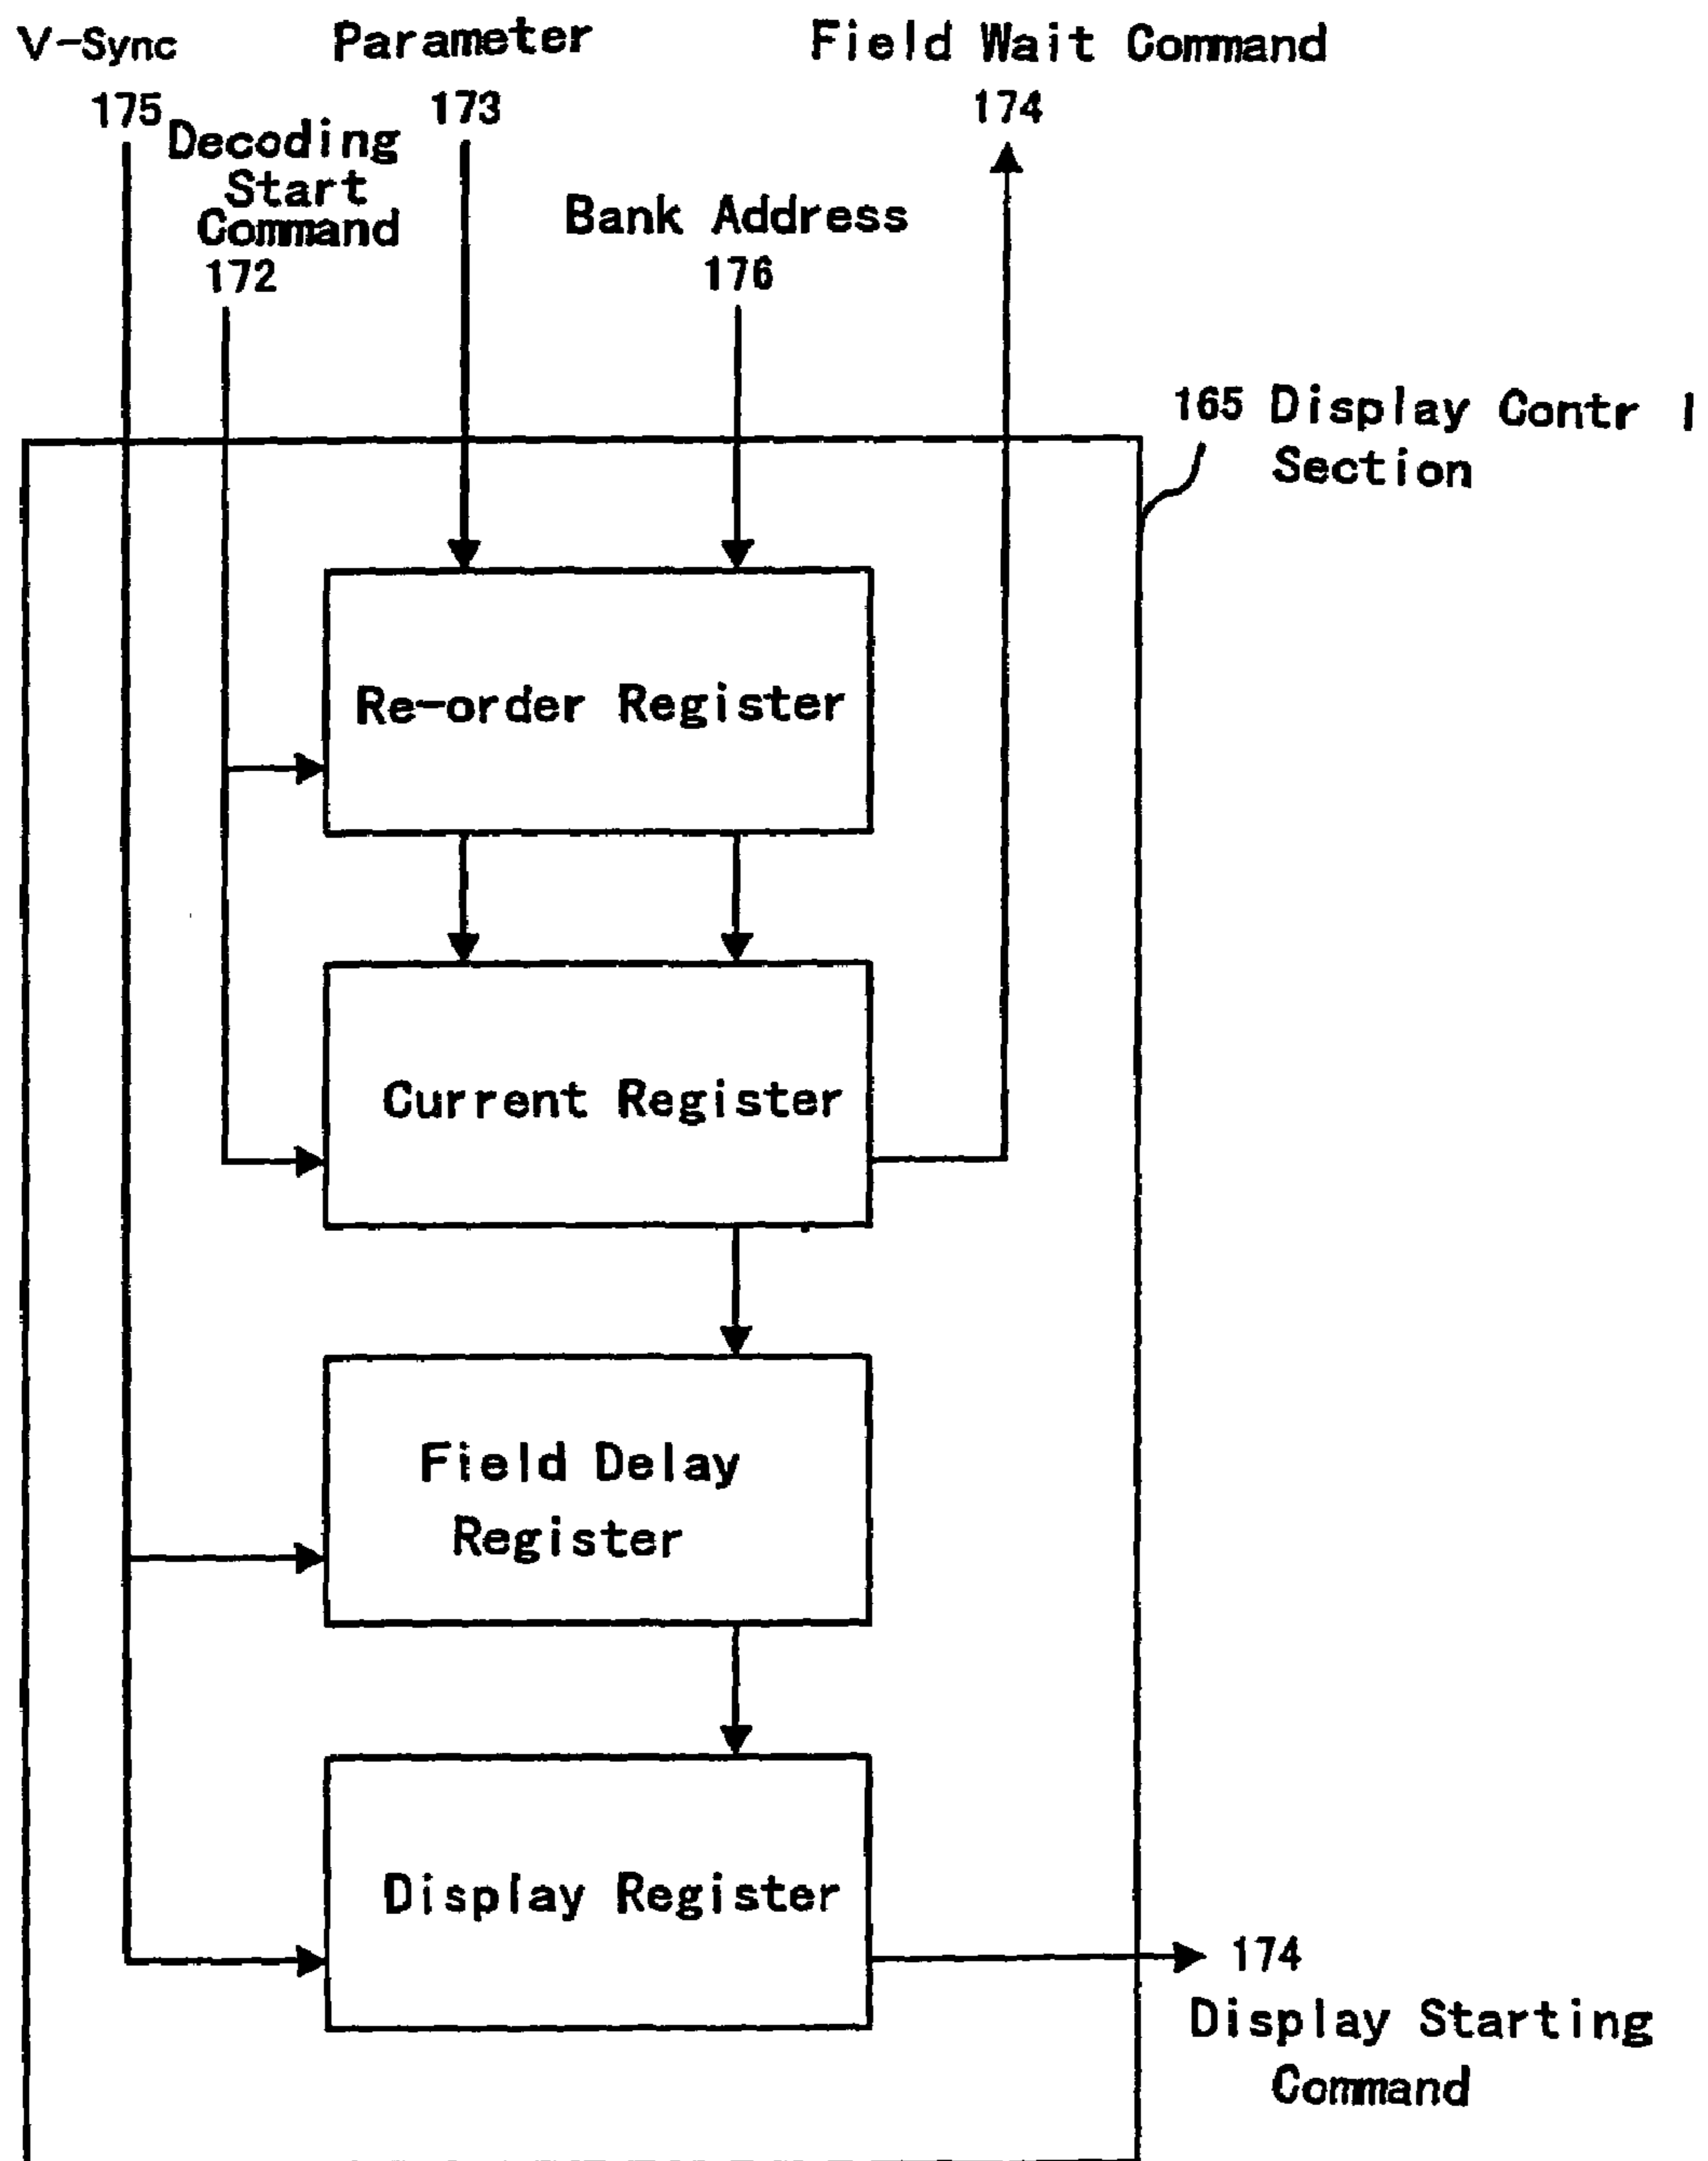 V-Sync
175
Decoding
Start
Command
172
Parameter
173
Bank Address
176
Field Wait Command
174
165 Display Contr l
Section
Re-order Register
Current Register
Field Delay
Register
Display Register
174
Display Starting
Command